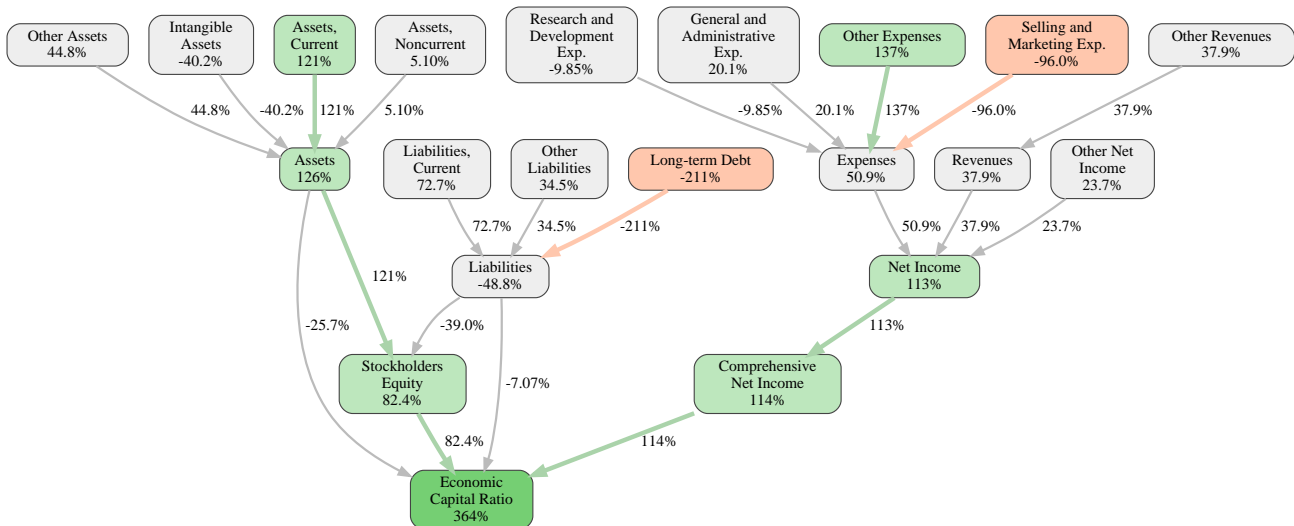 Other Assets
44.8%
Intangible
Assets
-40.2%
Assets,
Current
121%
Assets,
Noncurrent
5.10%
Research and
Development
Exp.
-9.85%
General and
Administrative
Exp.
20.1%
Other Expenses
137%
Selling and
Marketing Exp.
-96.0%
Other Revenues
37.9%
44.8%
-40.2%
121%
5.10%
-9.85%
20.1%
137%
-96.0%
37.9%
Assets
126%
Liabilities,
Current
72.7%
Other
Liabilities
34.5%
Long-term Debt
-211%
Expenses
50.9%
Revenues
37.9%
Other Net
Income
23.7%
72.7%
34.5%
-211%
50.9%
37.9%
23.7%
121%
Liabilities
-48.8%
Net Income
113%
-25.7%
-39.0%
113%
Stockholders
Equity
82.4%
-7.07%
Comprehensive
Net Income
114%
82.4%
114%
Economic
Capital Ratio
364%